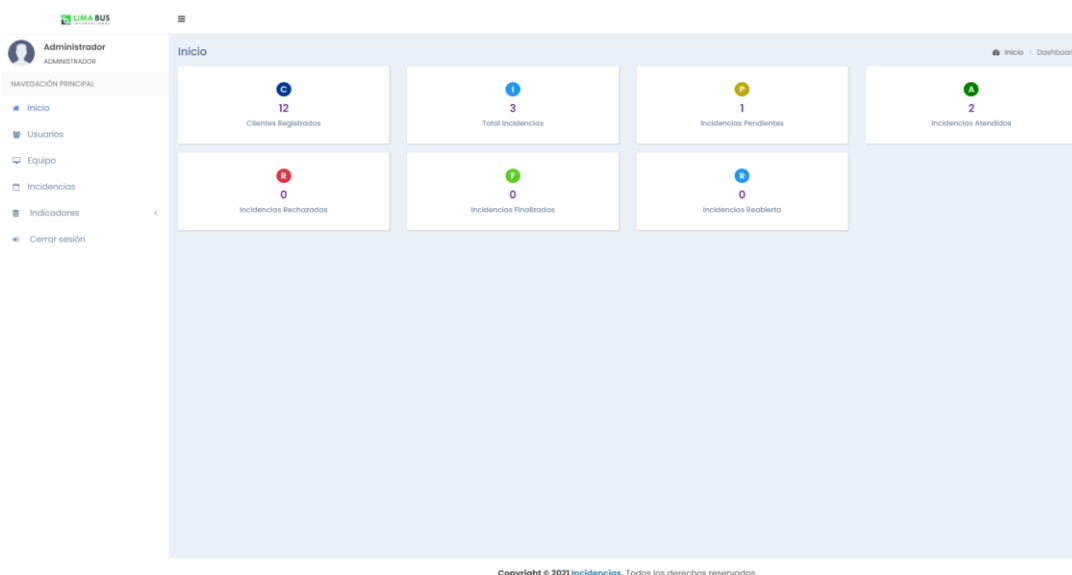 LIMA BUS
INTERNACIONAL
Administrador
ADMINISTRADOR
NAVEGACIÓN PRINCIPAL
Inicio
Usuarios
Equipo
Incidencias
Indicadores
Cerrar sesión
Inicio
Inicio > Dashboar
C
12
Clientes Registrados
I
3
Total Incidencias
P
1
Incidencias Pendientes
A
2
Incidencias Atendidos
R
0
Incidencias Rechazadas
F
0
Incidencias Finalizadas
R
0
Incidencias Reabierto
Copyright © 2021 Incidencias. Todos los derechos reservados.